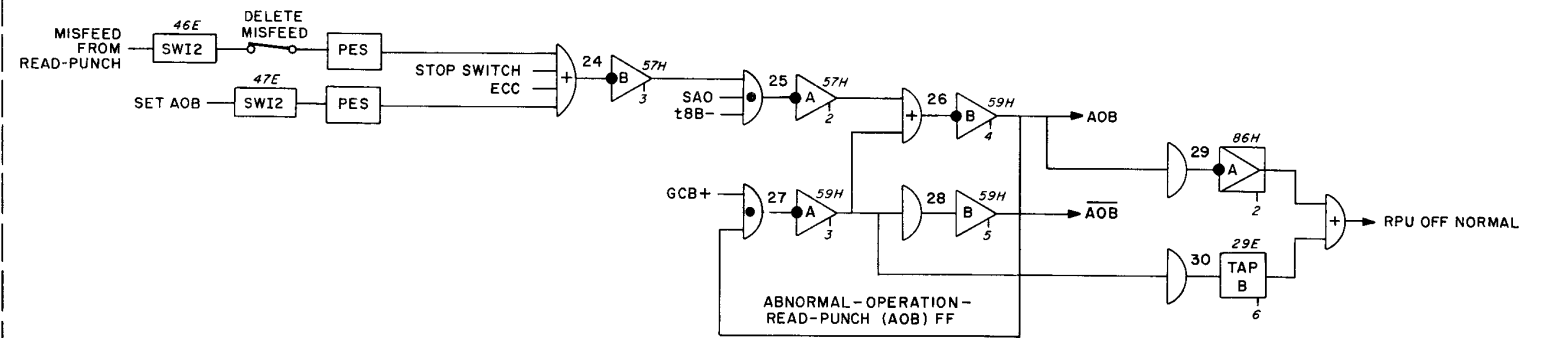 MISFEED
FROM
READ-PUNCH
46E
SWI2
DELETE
MISFEED
PES
47E
SET AOB
SWI2
PES
STOP SWITCH
ECC
+
24
B
57H
3
SAO
t8B-
25
A
57H
2
+
26
B
59H
4
AOB
GCB+
27
A
59H
3
28
B
59H
5
AOB
29
86H
A
2
30
29E
TAP
B
6
+
RPU OFF NORMAL
ABNORMAL-OPERATION-
READ-PUNCH (AOB) FF